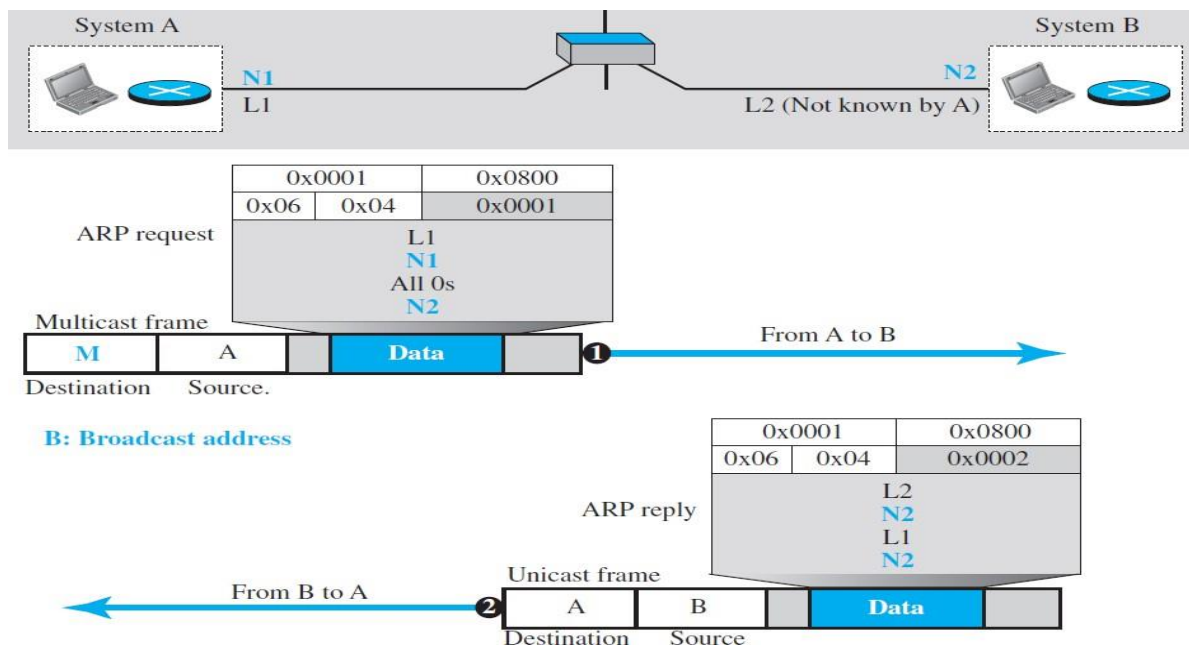 System A
System B
N1
N2
L1
L2 (Not known by A)
0x0001 0x0800
0x06 0x04 0x0001
ARP request
L1
N1
All 0s
N2
Multicast frame
M A Data
1
From A to B
Destination Source.
B: Broadcast address
0x0001 0x0800
0x06 0x04 0x0002
ARP reply
L2
N2
L1
N2
Unicast frame
From B to A
2
A B Data
Destination Source